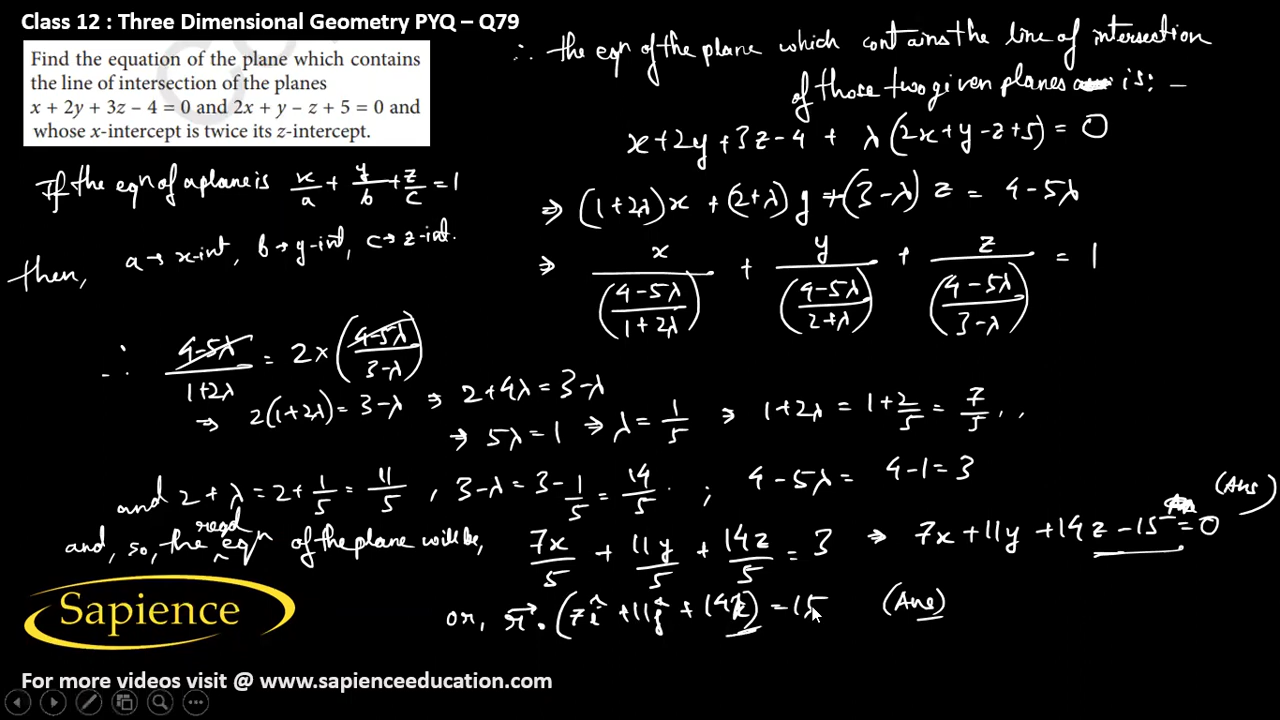 Class 12 : Three Dimensional Geometry PYQ – Q79
Find the equation of the plane which contains
the line of intersection of the planes
x + 2y + 3z – 4 = 0 and 2x + y – z + 5 = 0 and
whose x-intercept is twice its z-intercept.
If the eqn of a plane is x/a + y/b + z/c = 1
then, a → x-int, b → y-int, c → z-int.
∴ (4-5λ)/(1+2λ) = 2 × ((4-5λ)/(3-λ))
⇒ 2(1+2λ) = 3-λ ⇒ 2+4λ = 3-λ
⇒ 5λ = 1 ⇒ λ = 1/5 ⇒ 1+2λ = 1+2/5 = 7/5 , ,
and 2+λ = 2+1/5 = 11/5 , 3-λ = 3-1/5 = 14/5 ; 4-5λ = 4-1 = 3
and, so, the reqd eqn of the plane will be, 7x/5 + 11y/5 + 14z/5 = 3 ⇒ 7x+11y+14z-15 = 0 (Ans)
or, r⃗ . (7î + 11ĵ + 14k̂) = 15 (Ans)
∴ the eqn of the plane which contains the line of intersection
of those two given planes is: –
x+2y+3z-4 + λ(2x+y-z+5) = 0
⇒ (1+2λ)x + (2+λ)y + (3-λ)z = 4-5λ
⇒ x/((4-5λ)/(1+2λ)) + y/((4-5λ)/(2+λ)) + z/((4-5λ)/(3-λ)) = 1
Sapience
For more videos visit @ www.sapienceeducation.com